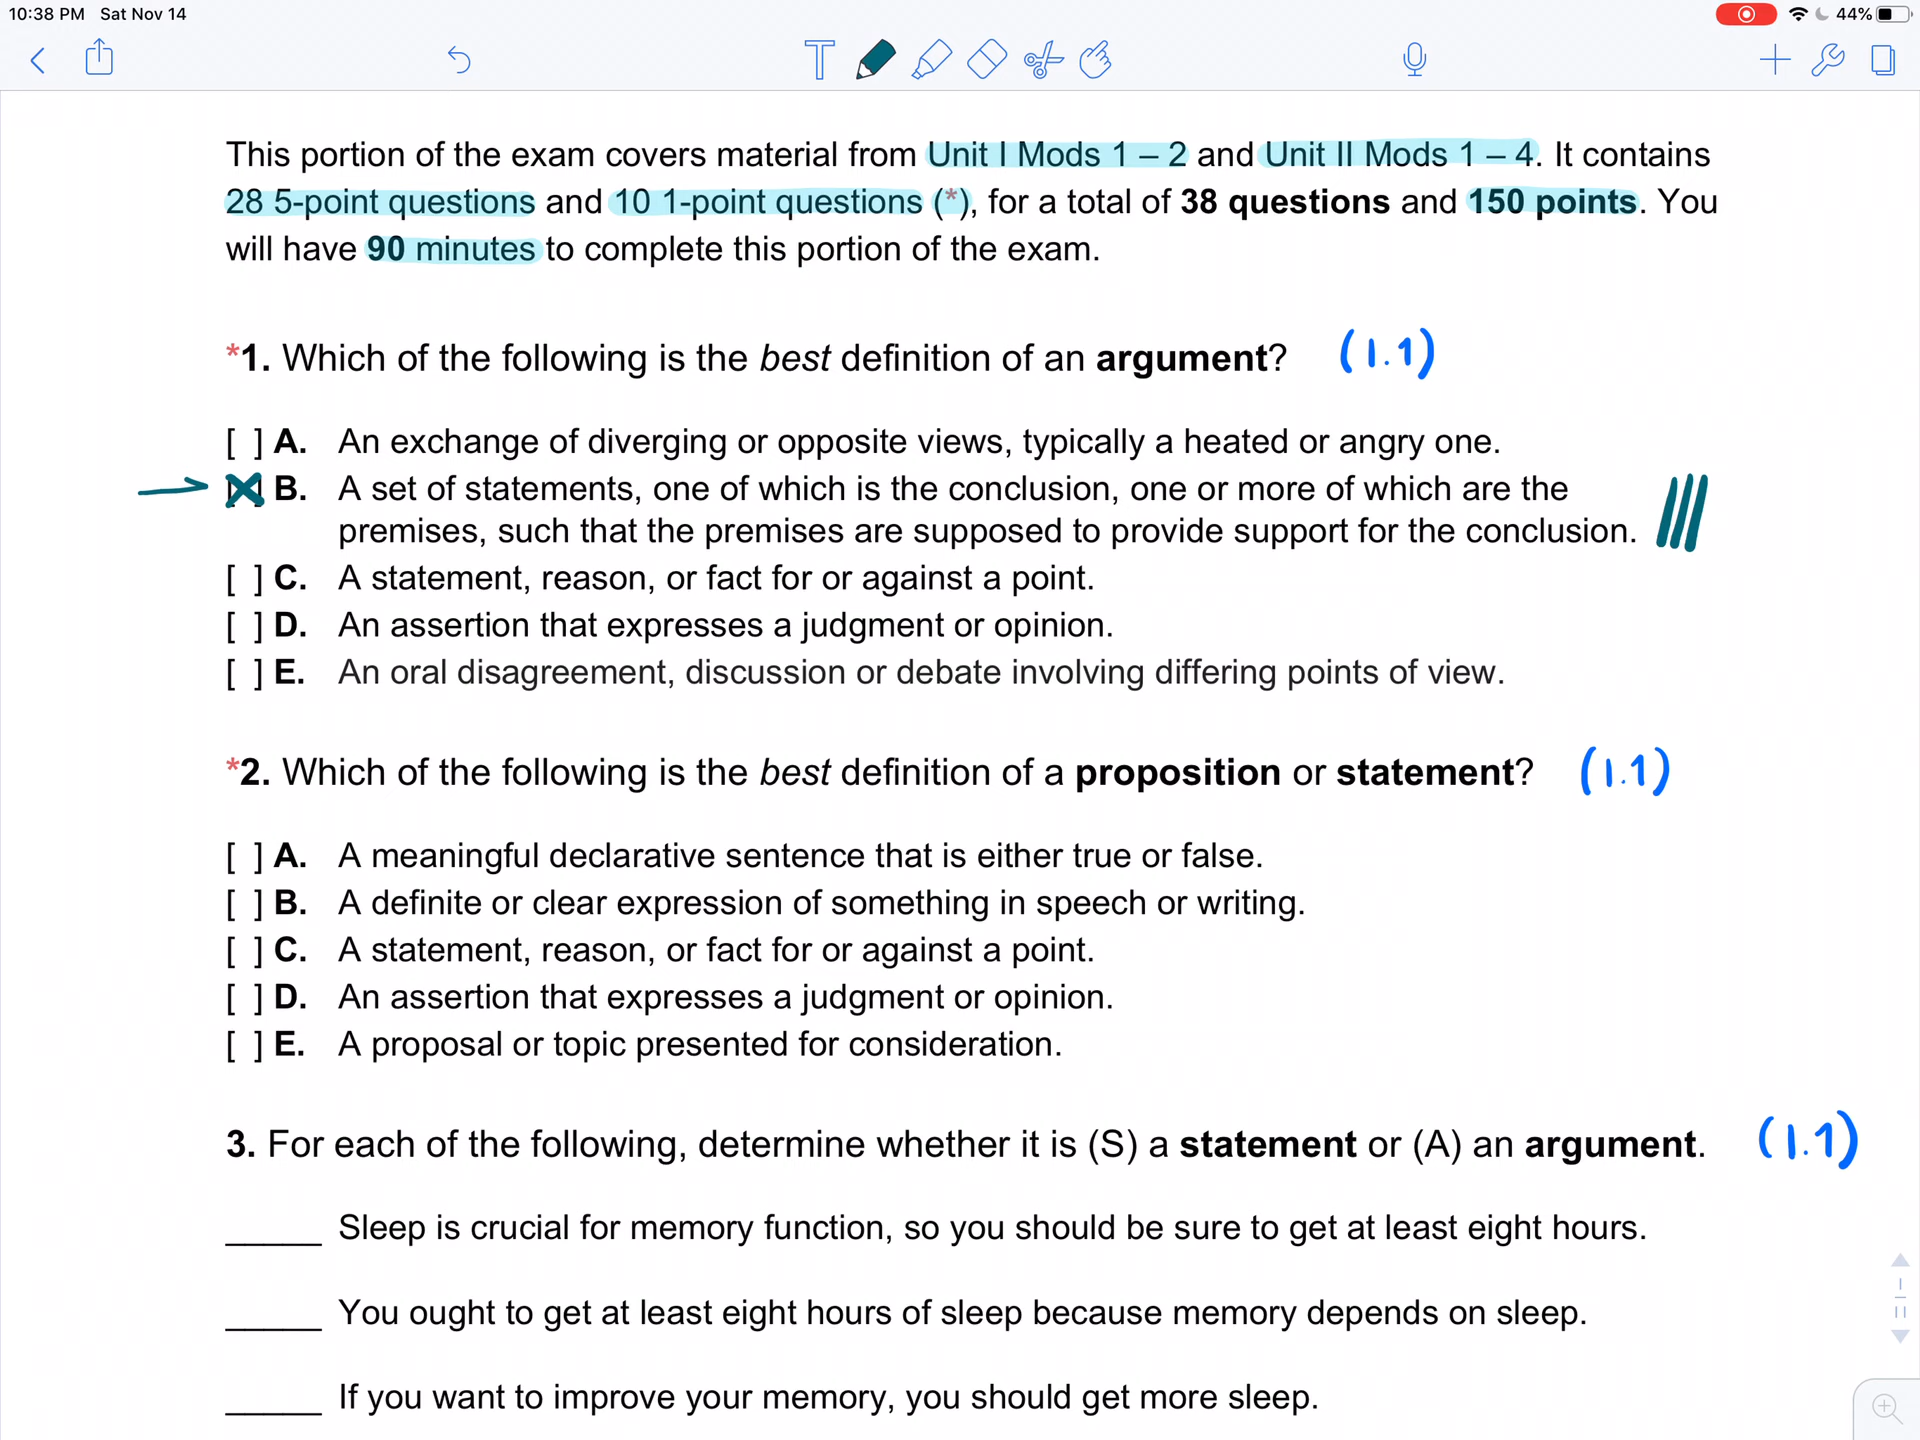 10:38 PM Sat Nov 14
44%
This portion of the exam covers material from Unit I Mods 1 – 2 and Unit II Mods 1 – 4. It contains
28 5-point questions and 10 1-point questions (*), for a total of 38 questions and 150 points. You
will have 90 minutes to complete this portion of the exam.
*1. Which of the following is the best definition of an argument? (1.1)
[ ] A. An exchange of diverging or opposite views, typically a heated or angry one.
[X] B. A set of statements, one of which is the conclusion, one or more of which are the
premises, such that the premises are supposed to provide support for the conclusion.
[ ] C. A statement, reason, or fact for or against a point.
[ ] D. An assertion that expresses a judgment or opinion.
[ ] E. An oral disagreement, discussion or debate involving differing points of view.
*2. Which of the following is the best definition of a proposition or statement? (1.1)
[ ] A. A meaningful declarative sentence that is either true or false.
[ ] B. A definite or clear expression of something in speech or writing.
[ ] C. A statement, reason, or fact for or against a point.
[ ] D. An assertion that expresses a judgment or opinion.
[ ] E. A proposal or topic presented for consideration.
3. For each of the following, determine whether it is (S) a statement or (A) an argument. (1.1)
_____ Sleep is crucial for memory function, so you should be sure to get at least eight hours.
_____ You ought to get at least eight hours of sleep because memory depends on sleep.
_____ If you want to improve your memory, you should get more sleep.